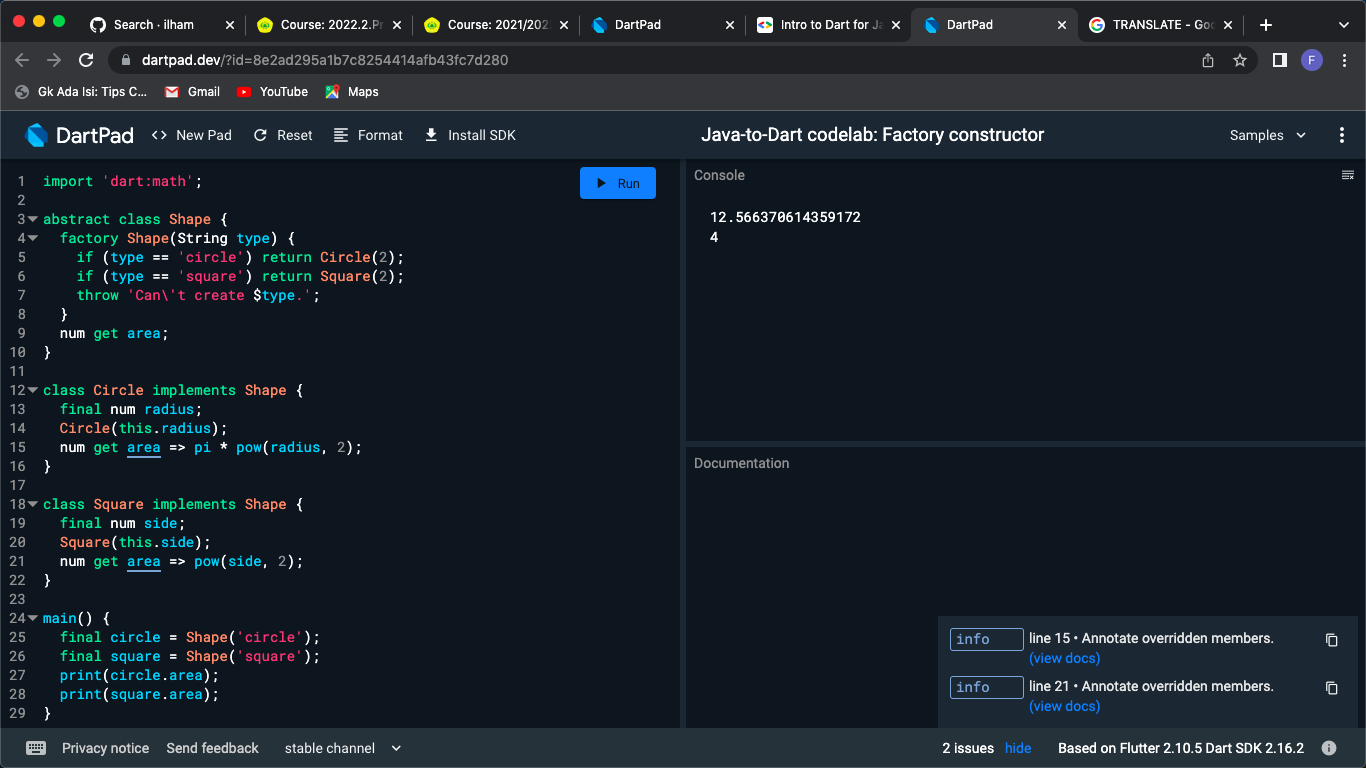 Search · ilham
Course: 2022.2.Pr
Course: 2021/202
DartPad
Intro to Dart for Ja
DartPad
TRANSLATE - Goo
dartpad.dev/?id=8e2ad295a1b7c8254414afb43fc7d280
F
Gk Ada Isi: Tips C...
Gmail
YouTube
Maps
DartPad
<> New Pad
Reset
Format
Install SDK
Java-to-Dart codelab: Factory constructor
Samples
Run
1 import 'dart:math';
2
3 abstract class Shape {
4   factory Shape(String type) {
5     if (type == 'circle') return Circle(2);
6     if (type == 'square') return Square(2);
7     throw 'Can\'t create $type.';
8   }
9   num get area;
10 }
11
12 class Circle implements Shape {
13   final num radius;
14   Circle(this.radius);
15   num get area => pi * pow(radius, 2);
16 }
17
18 class Square implements Shape {
19   final num side;
20   Square(this.side);
21   num get area => pow(side, 2);
22 }
23
24 main() {
25   final circle = Shape('circle');
26   final square = Shape('square');
27   print(circle.area);
28   print(square.area);
29 }
Console
12.566370614359172
4
Documentation
info line 15 • Annotate overridden members.
(view docs)
info line 21 • Annotate overridden members.
(view docs)
Privacy notice
Send feedback
stable channel
2 issues hide
Based on Flutter 2.10.5 Dart SDK 2.16.2